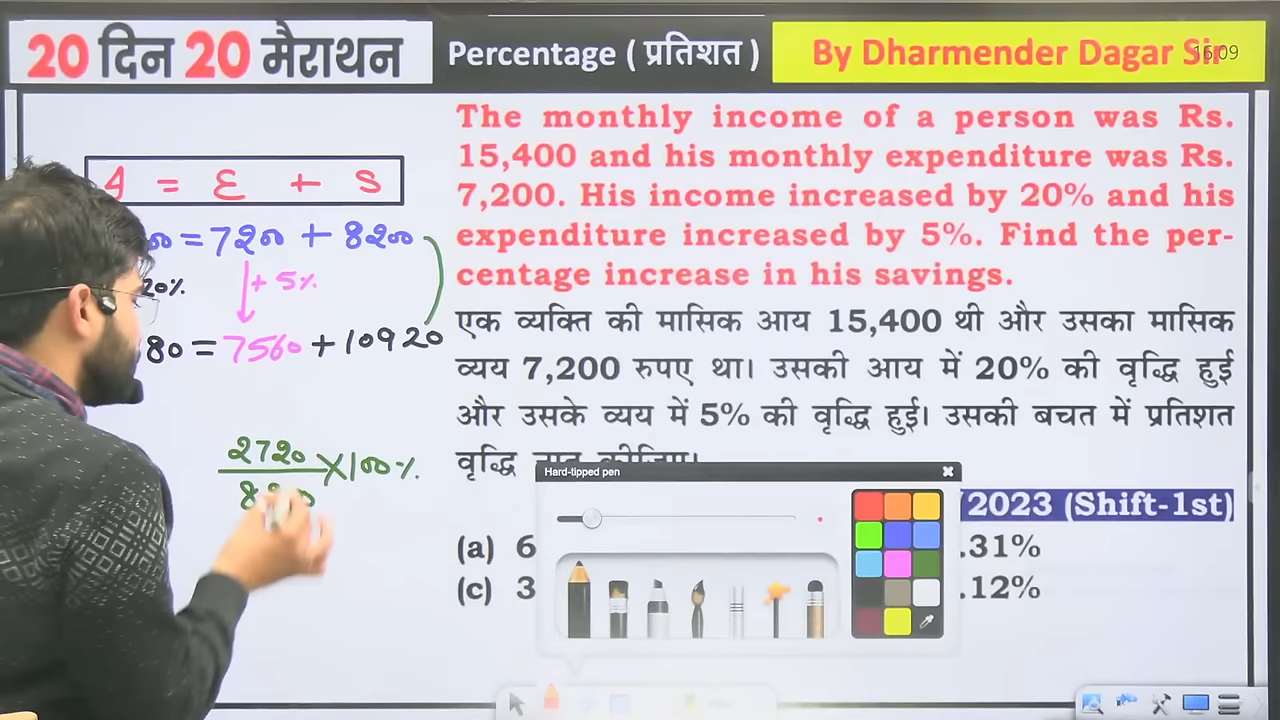 20 दिन 20 मैराथन
Percentage ( प्रतिशत )
By Dharmender Dagar Sir
16:09
The monthly income of a person was Rs.
15,400 and his monthly expenditure was Rs.
7,200. His income increased by 20% and his
expenditure increased by 5%. Find the per-
centage increase in his savings.
एक व्यक्ति की मासिक आय 15,400 थी और उसका मासिक
व्यय 7,200 रुपए था। उसकी आय में 20% की वृद्धि हुई
और उसके व्यय में 5% की वृद्धि हुई। उसकी बचत में प्रतिशत
वृद्धि ज्ञात कीजिए।
2023 (Shift-1st)
(a) 6
.31%
(c) 3
.12%
= Ɛ + S
00 = 7200 + 8200
20% + 5%
80 = 7560 + 10920
2720
× 100%
Hard-tipped pen